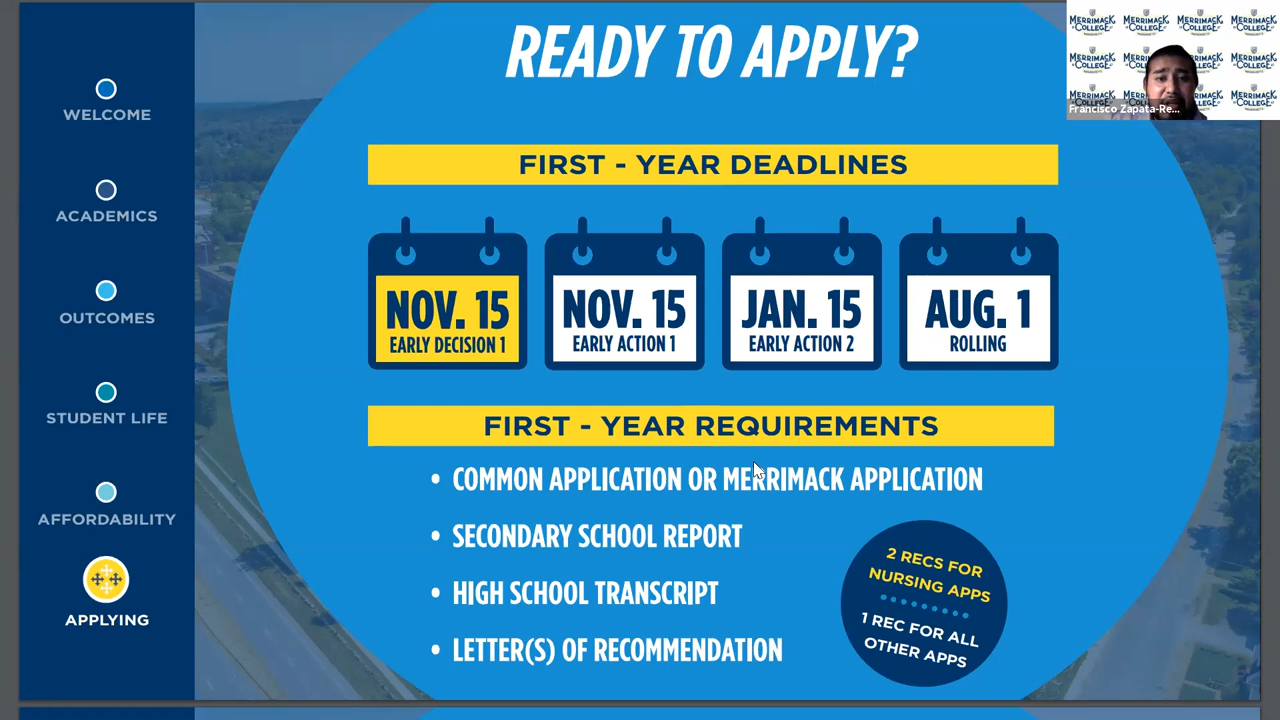 READY TO APPLY?
MERRIMACK COLLEGE
Francisco Zapata-Re...
WELCOME
ACADEMICS
OUTCOMES
STUDENT LIFE
AFFORDABILITY
APPLYING
FIRST - YEAR DEADLINES
NOV. 15
EARLY DECISION 1
NOV. 15
EARLY ACTION 1
JAN. 15
EARLY ACTION 2
AUG. 1
ROLLING
FIRST - YEAR REQUIREMENTS
• COMMON APPLICATION OR MERRIMACK APPLICATION
• SECONDARY SCHOOL REPORT
• HIGH SCHOOL TRANSCRIPT
• LETTER(S) OF RECOMMENDATION
2 RECS FOR
NURSING APPS
1 REC FOR ALL
OTHER APPS